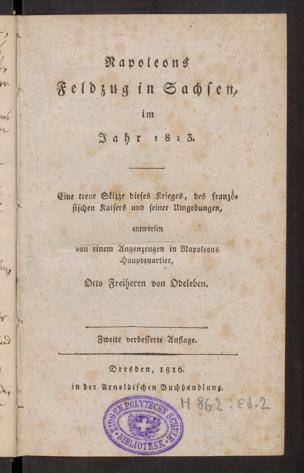 Napoleons
Feldzug in Sachsen,
im
Jahr 1813.
Eine treue Skizze dieses Krieges, des franzö-
sischen Kaisers und seiner Umgebungen,
entworfen
von einem Augenzeugen in Napoleons
Hauptquartier,
Otto Freiherrn von Odeleben.
Zweite verbesserte Auflage.
Dresden, 1816.
in der Arnoldischen Buchhandlung.
M 862 : Ed. 2
BIBLIOTHEK